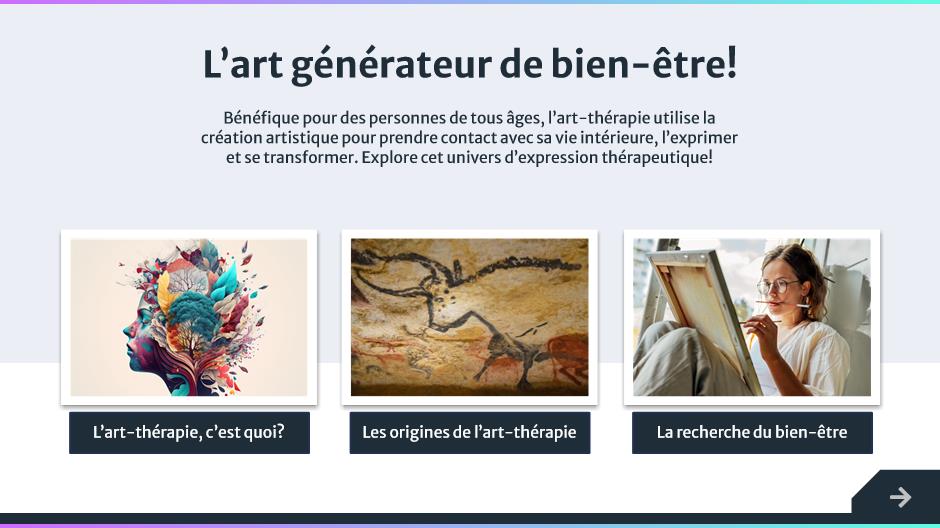 L’art générateur de bien-être!
Bénéfique pour des personnes de tous âges, l’art-thérapie utilise la
création artistique pour prendre contact avec sa vie intérieure, l’exprimer
et se transformer. Explore cet univers d’expression thérapeutique!
L’art-thérapie, c’est quoi?
Les origines de l’art-thérapie
La recherche du bien-être